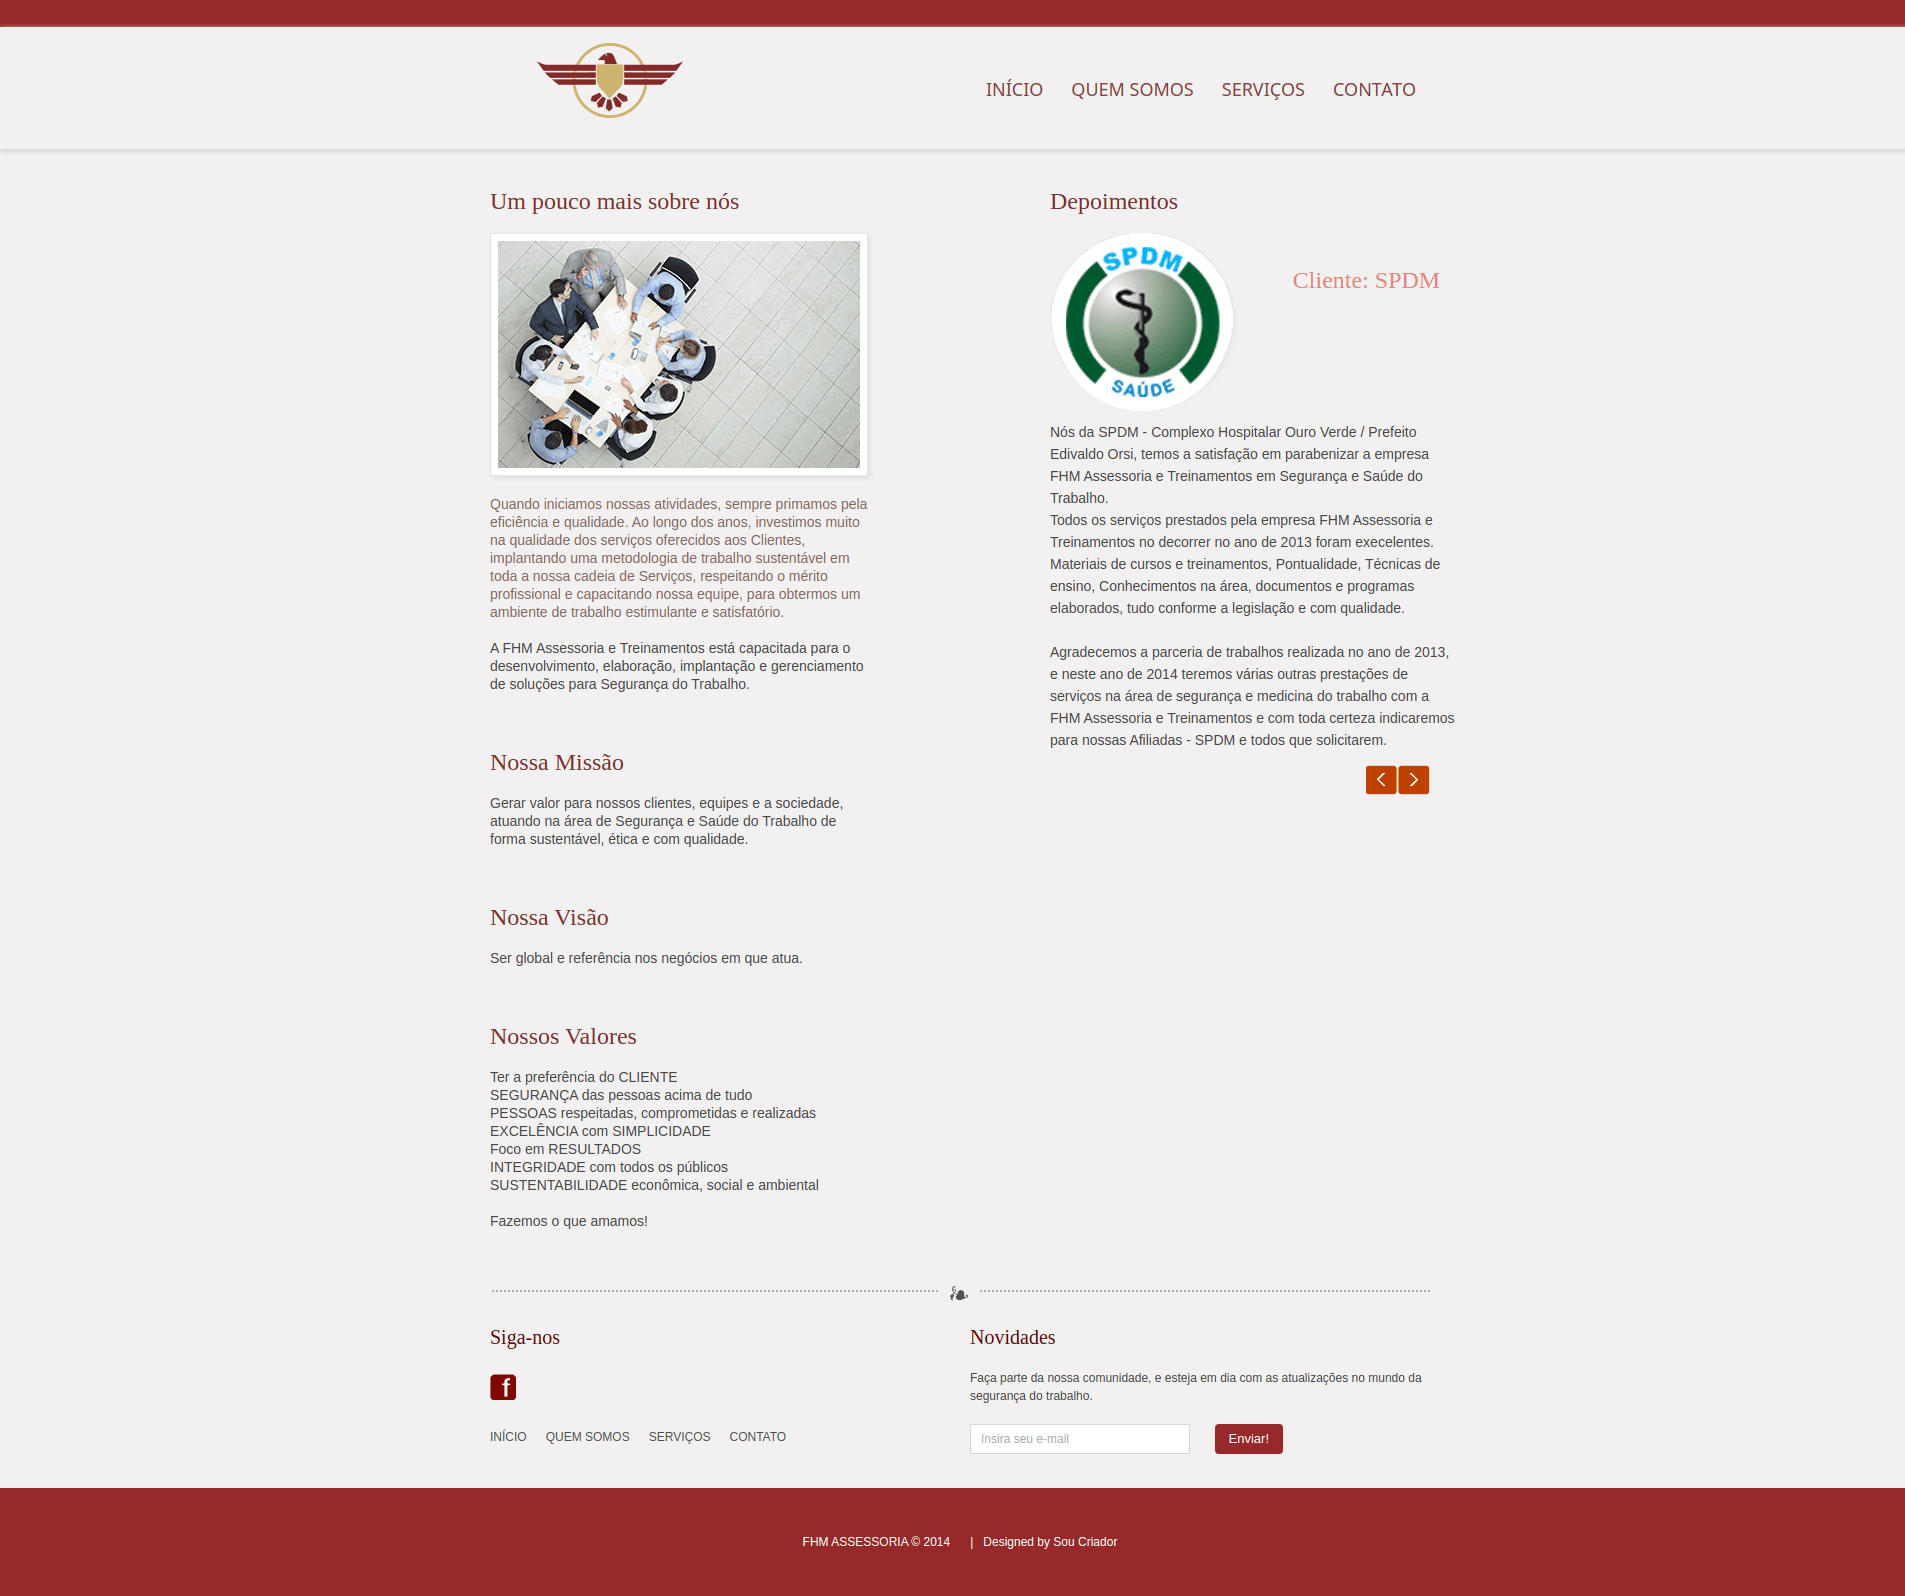 INÍCIO QUEM SOMOS SERVIÇOS CONTATO
Um pouco mais sobre nós
Quando iniciamos nossas atividades, sempre primamos pela
eficiência e qualidade. Ao longo dos anos, investimos muito
na qualidade dos serviços oferecidos aos Clientes,
implantando uma metodologia de trabalho sustentável em
toda a nossa cadeia de Serviços, respeitando o mérito
profissional e capacitando nossa equipe, para obtermos um
ambiente de trabalho estimulante e satisfatório.
A FHM Assessoria e Treinamentos está capacitada para o
desenvolvimento, elaboração, implantação e gerenciamento
de soluções para Segurança do Trabalho.
Nossa Missão
Gerar valor para nossos clientes, equipes e a sociedade,
atuando na área de Segurança e Saúde do Trabalho de
forma sustentável, ética e com qualidade.
Nossa Visão
Ser global e referência nos negócios em que atua.
Nossos Valores
Ter a preferência do CLIENTE
SEGURANÇA das pessoas acima de tudo
PESSOAS respeitadas, comprometidas e realizadas
EXCELÊNCIA com SIMPLICIDADE
Foco em RESULTADOS
INTEGRIDADE com todos os públicos
SUSTENTABILIDADE econômica, social e ambiental
Fazemos o que amamos!
Depoimentos
SPDM
SAÚDE
Cliente: SPDM
Nós da SPDM - Complexo Hospitalar Ouro Verde / Prefeito
Edivaldo Orsi, temos a satisfação em parabenizar a empresa
FHM Assessoria e Treinamentos em Segurança e Saúde do
Trabalho.
Todos os serviços prestados pela empresa FHM Assessoria e
Treinamentos no decorrer no ano de 2013 foram execelentes.
Materiais de cursos e treinamentos, Pontualidade, Técnicas de
ensino, Conhecimentos na área, documentos e programas
elaborados, tudo conforme a legislação e com qualidade.
Agradecemos a parceria de trabalhos realizada no ano de 2013,
e neste ano de 2014 teremos várias outras prestações de
serviços na área de segurança e medicina do trabalho com a
FHM Assessoria e Treinamentos e com toda certeza indicaremos
para nossas Afiliadas - SPDM e todos que solicitarem.
Siga-nos
f
INÍCIO QUEM SOMOS SERVIÇOS CONTATO
Novidades
Faça parte da nossa comunidade, e esteja em dia com as atualizações no mundo da
segurança do trabalho.
Insira seu e-mail Enviar!
FHM ASSESSORIA © 2014 | Designed by Sou Criador